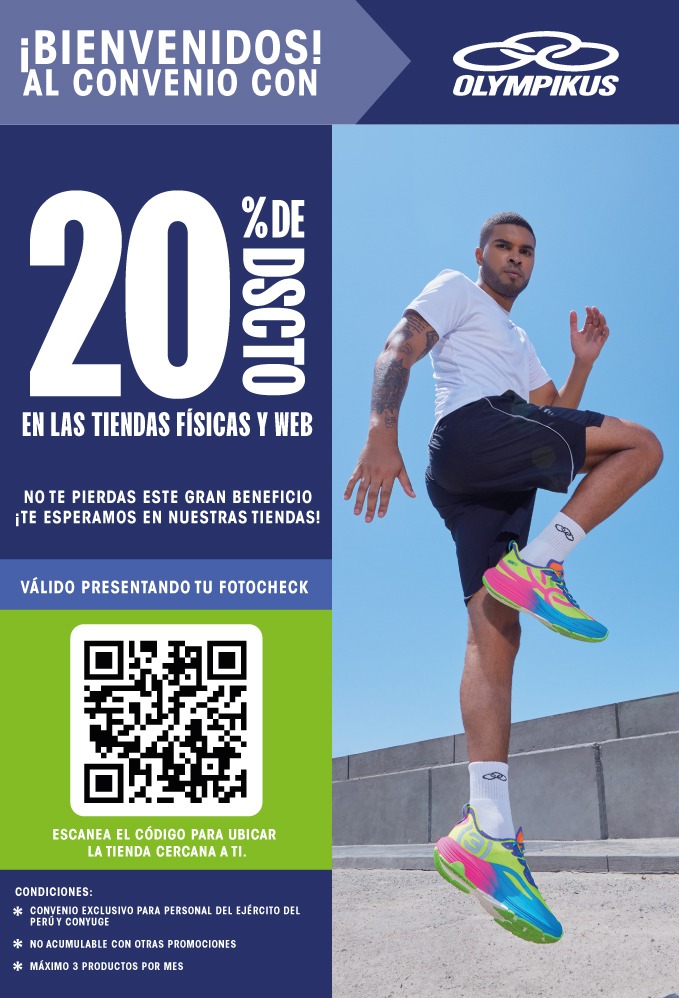 ¡BIENVENIDOS!
AL CONVENIO CON
OLYMPIKUS
20
% DE
DSCTO
EN LAS TIENDAS FÍSICAS Y WEB
NO TE PIERDAS ESTE GRAN BENEFICIO
¡TE ESPERAMOS EN NUESTRAS TIENDAS!
VÁLIDO PRESENTANDO TU FOTOCHECK
ESCANEA EL CÓDIGO PARA UBICAR
LA TIENDA CERCANA A TI.
CONDICIONES:
* CONVENIO EXCLUSIVO PARA PERSONAL DEL EJÉRCITO DEL
PERÚ Y CONYUGE
* NO ACUMULABLE CON OTRAS PROMOCIONES
* MÁXIMO 3 PRODUCTOS POR MES